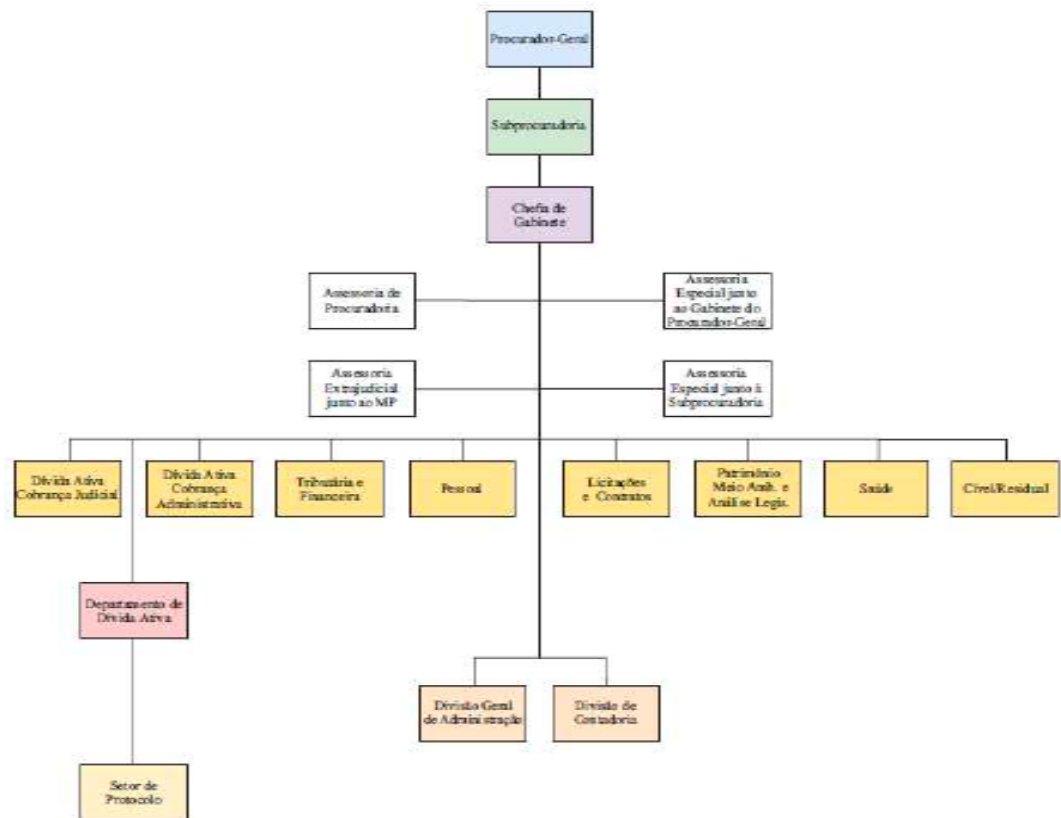 Procurador-Geral
Subprocuradoria
Chefia de
Gabinete
Assessoria de
Procuradoria
Assessoria
Especial junto
ao Gabinete do
Procurador-Geral
Assessoria
Extrajudicial
junto ao MP
Assessoria
Especial junto à
Subprocuradoria
Dívida Ativa
Cobrança Judicial
Dívida Ativa
Cobrança
Administrativa
Tributária e
Financeira
Pessoal
Licitações
e Contratos
Patrimônio
Meio Amb. e
Análise Legis.
Saúde
Cível/Residual
Departamento de
Dívida Ativa
Divisão Geral
de Administração
Divisão de
Contadoria
Setor de
Protocolo